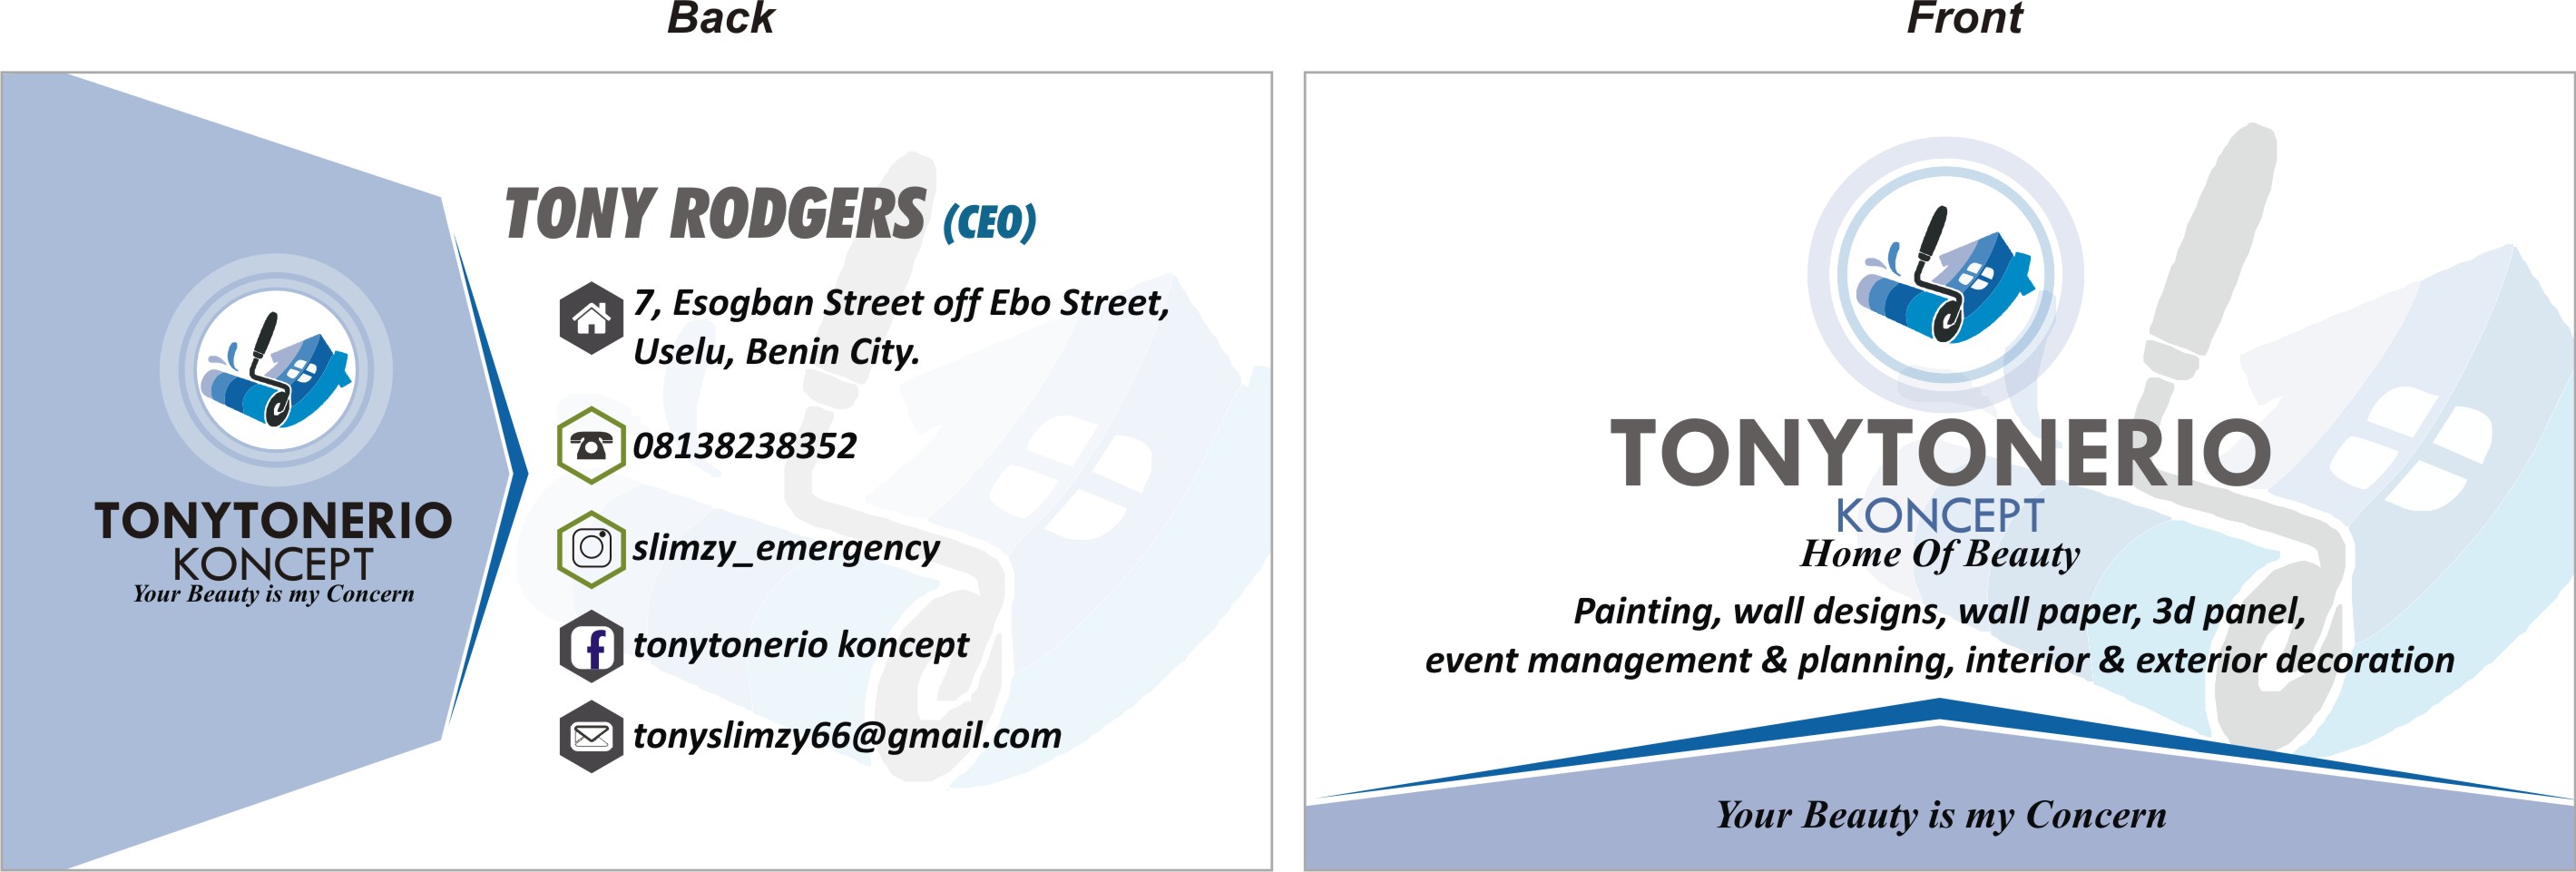 Back
TONYTONERIO
KONCEPT
Your Beauty is my Concern
TONY RODGERS (CEO)
7, Esogban Street off Ebo Street,
Uselu, Benin City.
08138238352
slimzy_emergency
f tonytonerio koncept
tonyslimzy66@gmail.com
Front
TONYTONERIO
KONCEPT
Home Of Beauty
Painting, wall designs, wall paper, 3d panel,
event management & planning, interior & exterior decoration
Your Beauty is my Concern